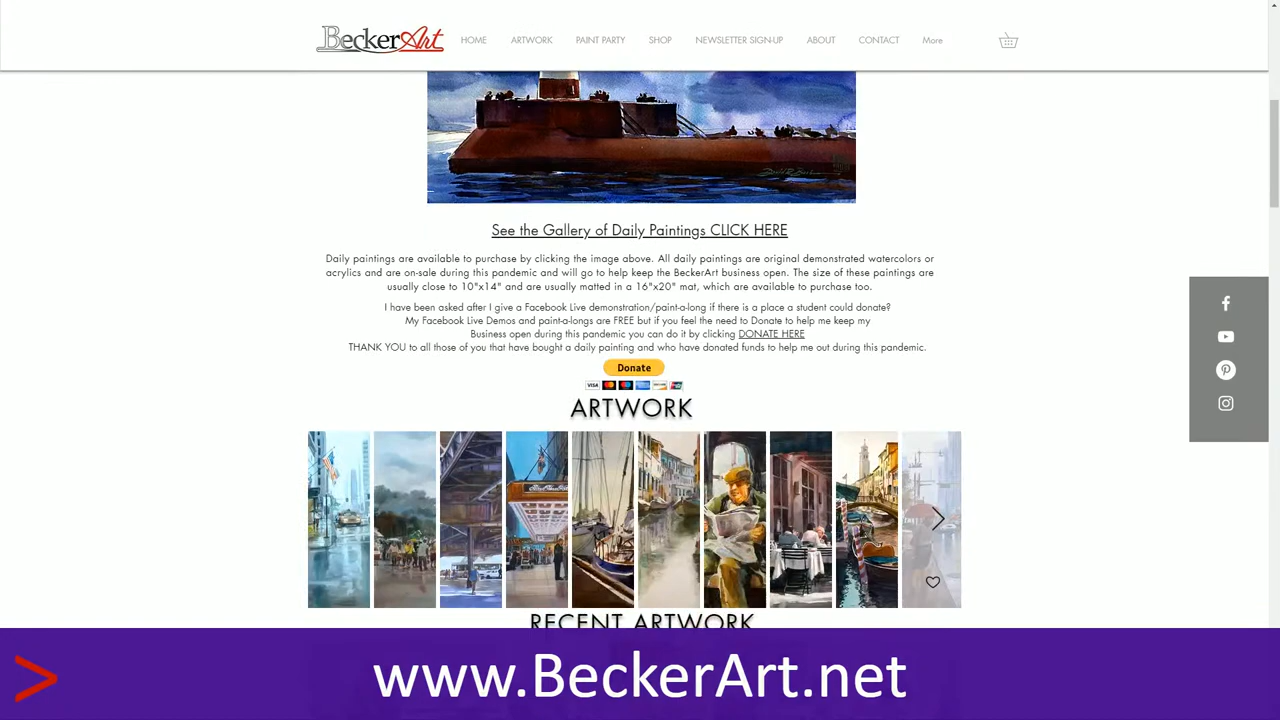 BeckerArt
HOME ARTWORK PAINT PARTY SHOP NEWSLETTER SIGN-UP ABOUT CONTACT More
See the Gallery of Daily Paintings CLICK HERE
Daily paintings are available to purchase by clicking the image above. All daily paintings are original demonstrated watercolors or
acrylics and are on-sale during this pandemic and will go to help keep the BeckerArt business open. The size of these paintings are
usually close to 10"x14" and are usually matted in a 16"x20" mat, which are available to purchase too.
I have been asked after I give a Facebook Live demonstration/paint-a-long if there is a place a student could donate?
My Facebook Live Demos and paint-a-longs are FREE but if you feel the need to Donate to help me keep my
Business open during this pandemic you can do it by clicking DONATE HERE
THANK YOU to all those of you that have bought a daily painting and who have donated funds to help me out during this pandemic.
Donate
VISA
ARTWORK
RECENT ARTWORK
> www.BeckerArt.net